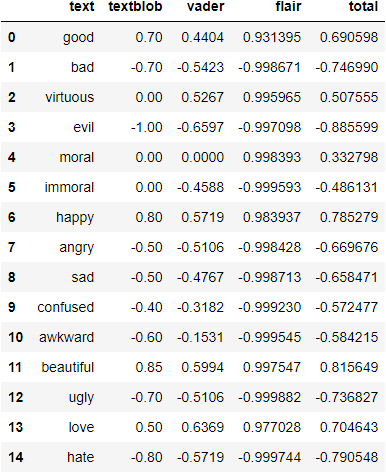 text textblob vader flair total
0 good 0.70 0.4404 0.931395 0.690598
1 bad -0.70 -0.5423 -0.998671 -0.746990
2 virtuous 0.00 0.5267 0.995965 0.507555
3 evil -1.00 -0.6597 -0.997098 -0.885599
4 moral 0.00 0.0000 0.998393 0.332798
5 immoral 0.00 -0.4588 -0.999593 -0.486131
6 happy 0.80 0.5719 0.983937 0.785279
7 angry -0.50 -0.5106 -0.998428 -0.669676
8 sad -0.50 -0.4767 -0.998713 -0.658471
9 confused -0.40 -0.3182 -0.999230 -0.572477
10 awkward -0.60 -0.1531 -0.999545 -0.584215
11 beautiful 0.85 0.5994 0.997547 0.815649
12 ugly -0.70 -0.5106 -0.999882 -0.736827
13 love 0.50 0.6369 0.977028 0.704643
14 hate -0.80 -0.5719 -0.999744 -0.790548